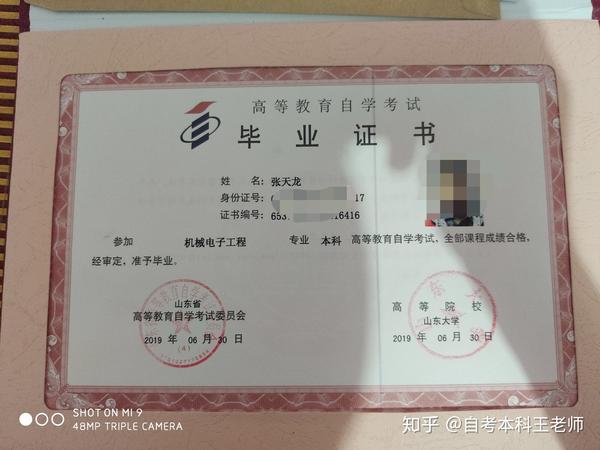 高等教育自学考试
毕业证书
姓名:张天龙
身份证号: 17
证书编号:653 16416
参加 机械电子工程 专业 本科 高等教育自学考试，全部课程成绩合格，
经审定，准予毕业。
山东省
高等教育自学考试委员会
2019 年 06 月 30 日
高等院校
山东大学
2019 年 06 月 30 日
SHOT ON MI 9
48MP TRIPLE CAMERA
知乎 @自考本科王老师